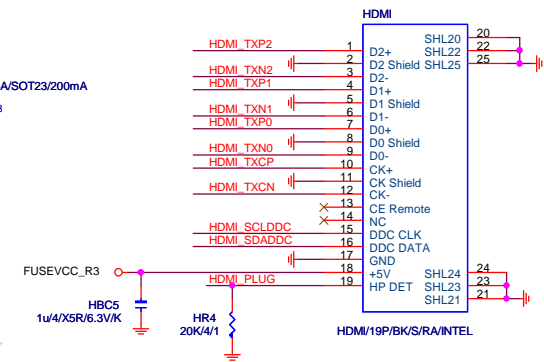 HDMI
HDMI_TXP2 1 D2+ SHL20 20
2 D2 Shield SHL22 22
HDMI_TXN2 3 D2- SHL25 25
HDMI_TXP1 4 D1+
A/SOT23/200mA
5 D1 Shield
HDMI_TXN1 6 D1-
HDMI_TXP0 7 D0+
8 D0 Shield
HDMI_TXN0 9 D0-
HDMI_TXCP 10 CK+
11 CK Shield
HDMI_TXCN 12 CK-
13 CE Remote
14 NC
HDMI_SCLDDC 15 DDC CLK
HDMI_SDADDC 16 DDC DATA
17 GND
FUSEVCC_R3 18 +5V SHL24 24
HDMI_PLUG 19 HP DET SHL23 23
SHL21 21
HBC5
1u/4/X5R/6.3V/K
HR4
20K/4/1
HDMI/19P/BK/S/RA/INTEL